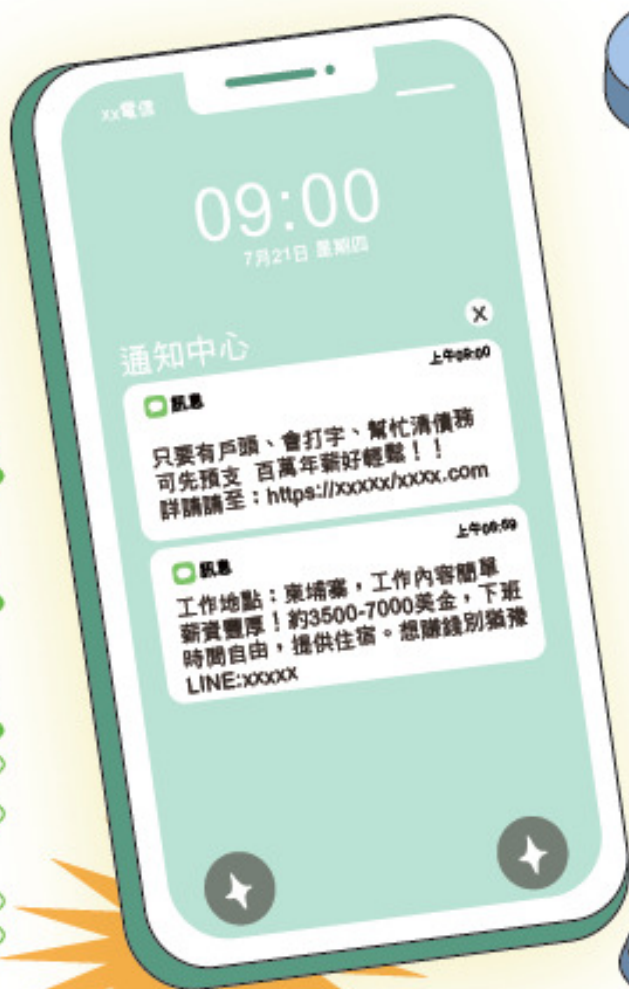 xx電信
09:00
7月21日 星期四
通知中心
X
訊息
上午09:00
只要有戶頭、會打字、幫忙清債務
可先預支 百萬年薪好輕鬆！！
詳請請至：https://xxxxx/xxxx.com
訊息
上午08:59
工作地點：柬埔寨，工作內容簡單
薪資豐厚！約3500-7000美金，下班
時間自由，提供住宿。想賺錢別猶豫
LINE:xxxxx